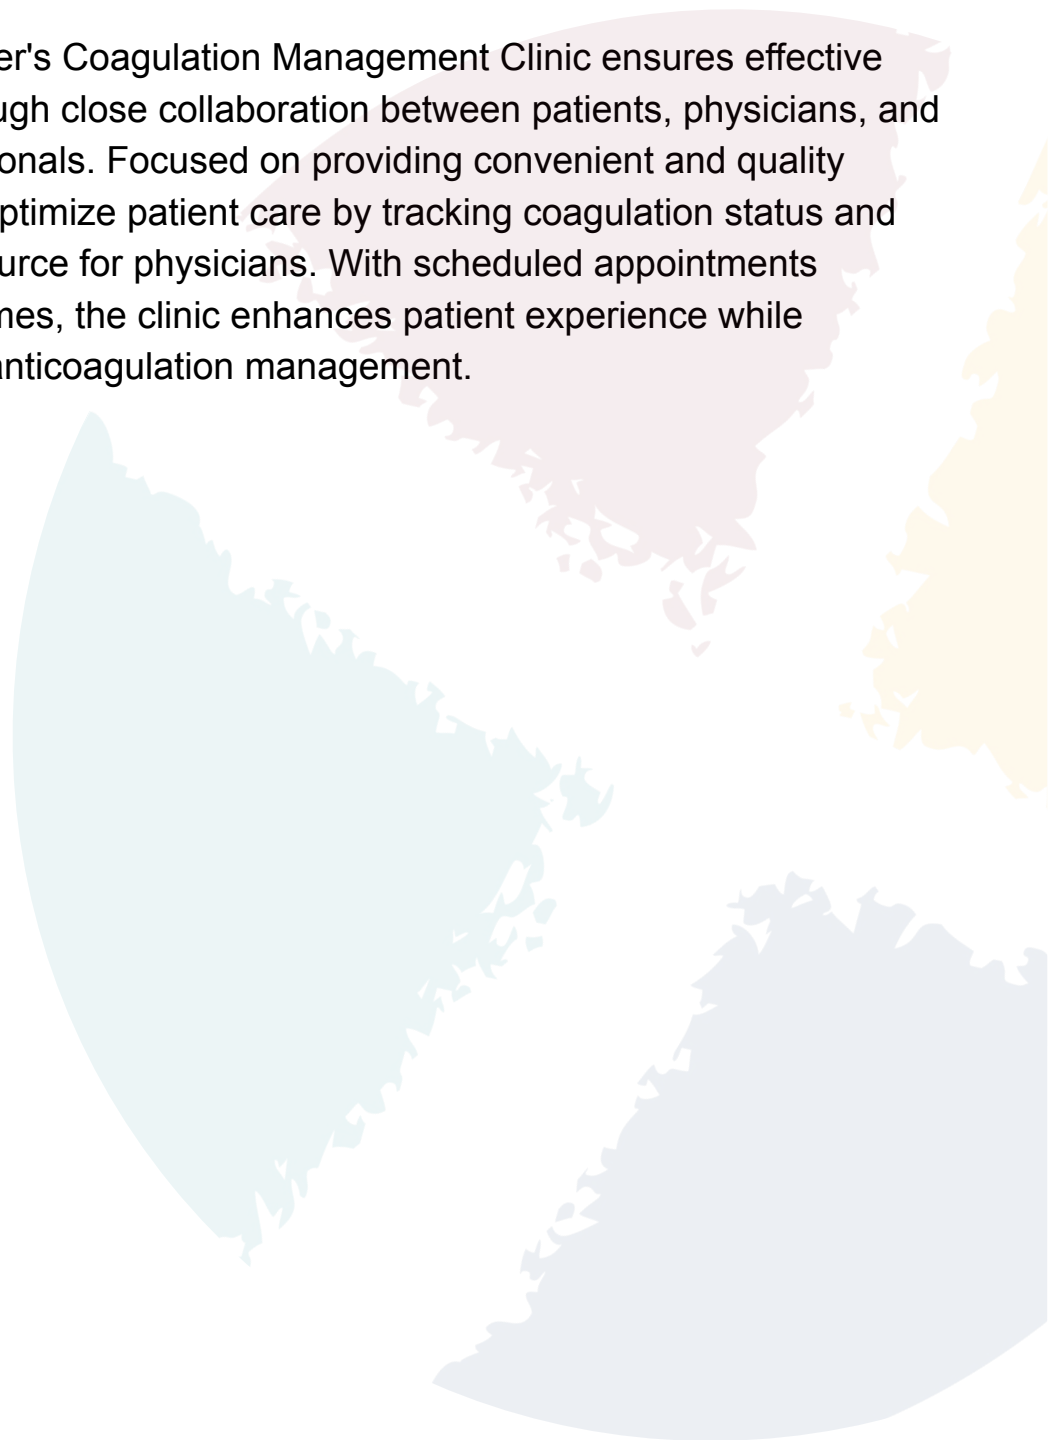 er's Coagulation Management Clinic ensures effective
ugh close collaboration between patients, physicians, and
onals. Focused on providing convenient and quality
ptimize patient care by tracking coagulation status and
urce for physicians. With scheduled appointments
mes, the clinic enhances patient experience while
anticoagulation management.